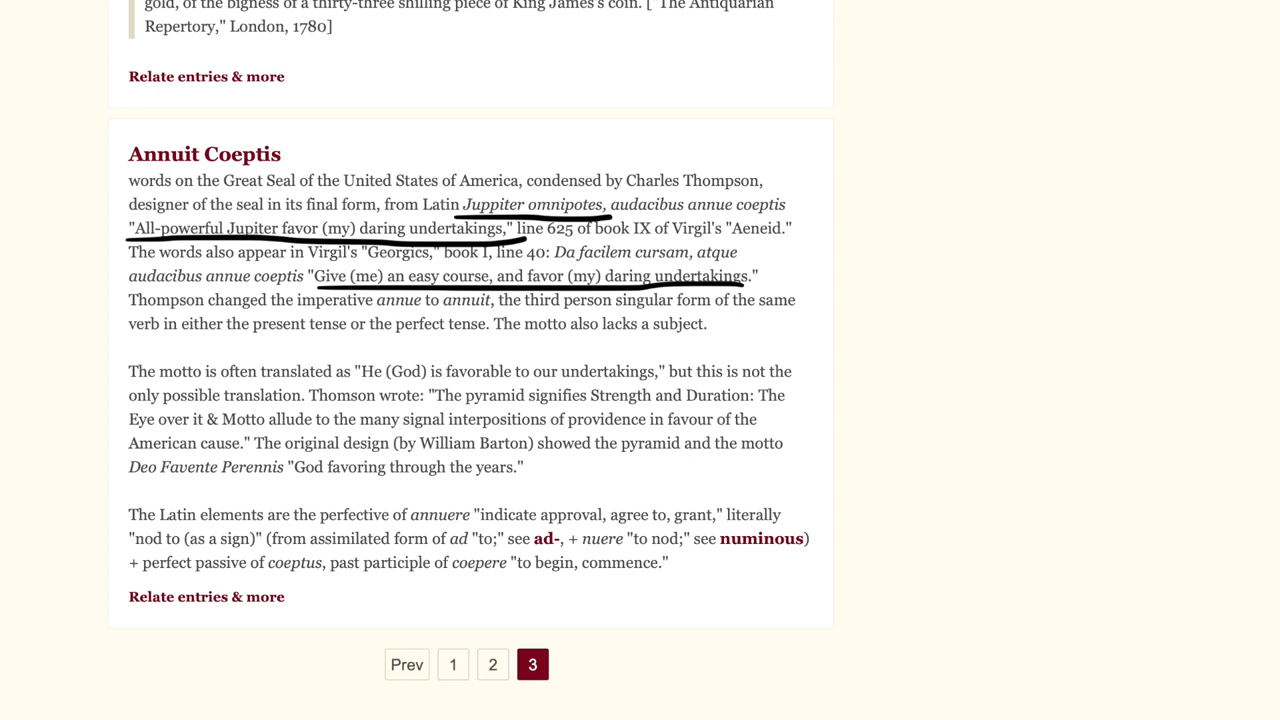 gold, of the bigness of a thirty-three shilling piece of King James's coin. ["The Antiquarian
Repertory," London, 1780]
Relate entries & more
Annuit Coeptis
words on the Great Seal of the United States of America, condensed by Charles Thompson,
designer of the seal in its final form, from Latin Juppiter omnipotes, audacibus annue coeptis
"All-powerful Jupiter favor (my) daring undertakings," line 625 of book IX of Virgil's "Aeneid."
The words also appear in Virgil's "Georgics," book I, line 40: Da facilem cursam, atque
audacibus annue coeptis "Give (me) an easy course, and favor (my) daring undertakings."
Thompson changed the imperative annue to annuit, the third person singular form of the same
verb in either the present tense or the perfect tense. The motto also lacks a subject.
The motto is often translated as "He (God) is favorable to our undertakings," but this is not the
only possible translation. Thomson wrote: "The pyramid signifies Strength and Duration: The
Eye over it & Motto allude to the many signal interpositions of providence in favour of the
American cause." The original design (by William Barton) showed the pyramid and the motto
Deo Favente Perennis "God favoring through the years."
The Latin elements are the perfective of annuere "indicate approval, agree to, grant," literally
"nod to (as a sign)" (from assimilated form of ad "to;" see ad-, + nuere "to nod;" see numinous)
+ perfect passive of coeptus, past participle of coepere "to begin, commence."
Relate entries & more
Prev 1 2 3